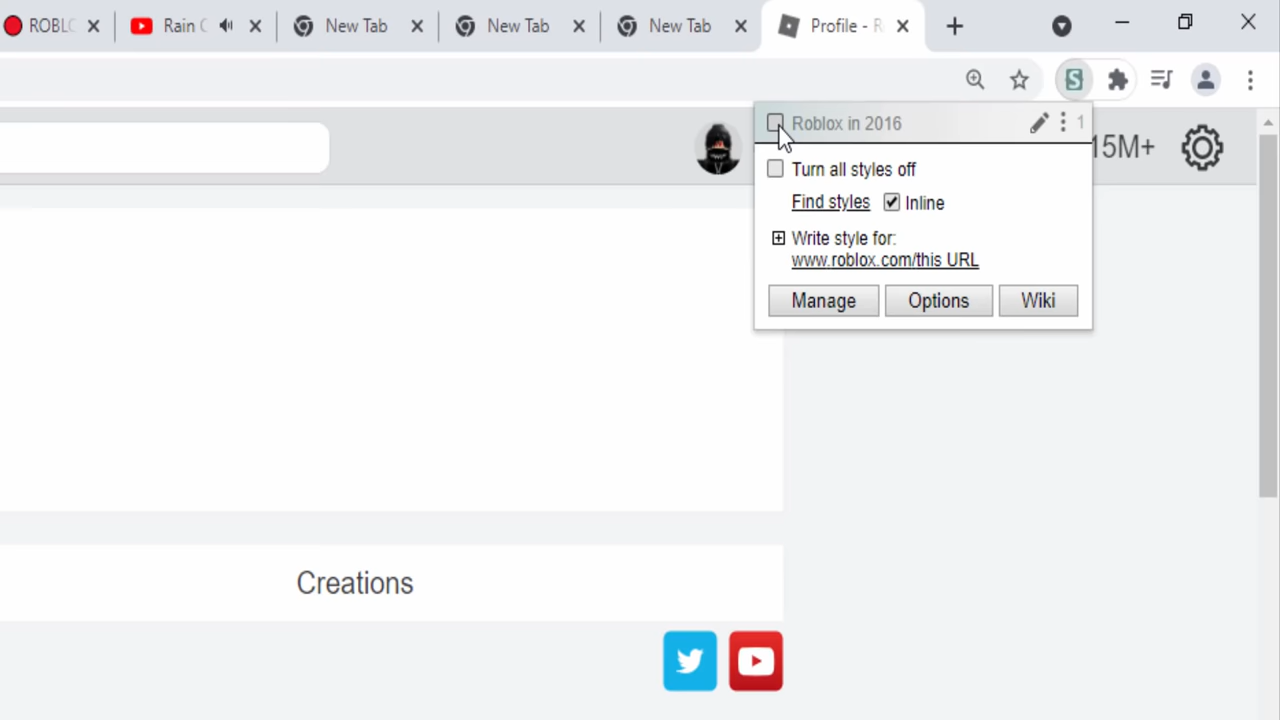 ROBLC
Rain C
New Tab
New Tab
New Tab
Profile - R
S
Roblox in 2016
1
15M+
Turn all styles off
Find styles
Inline
Write style for:
www.roblox.com/this URL
Manage
Options
Wiki
Creations